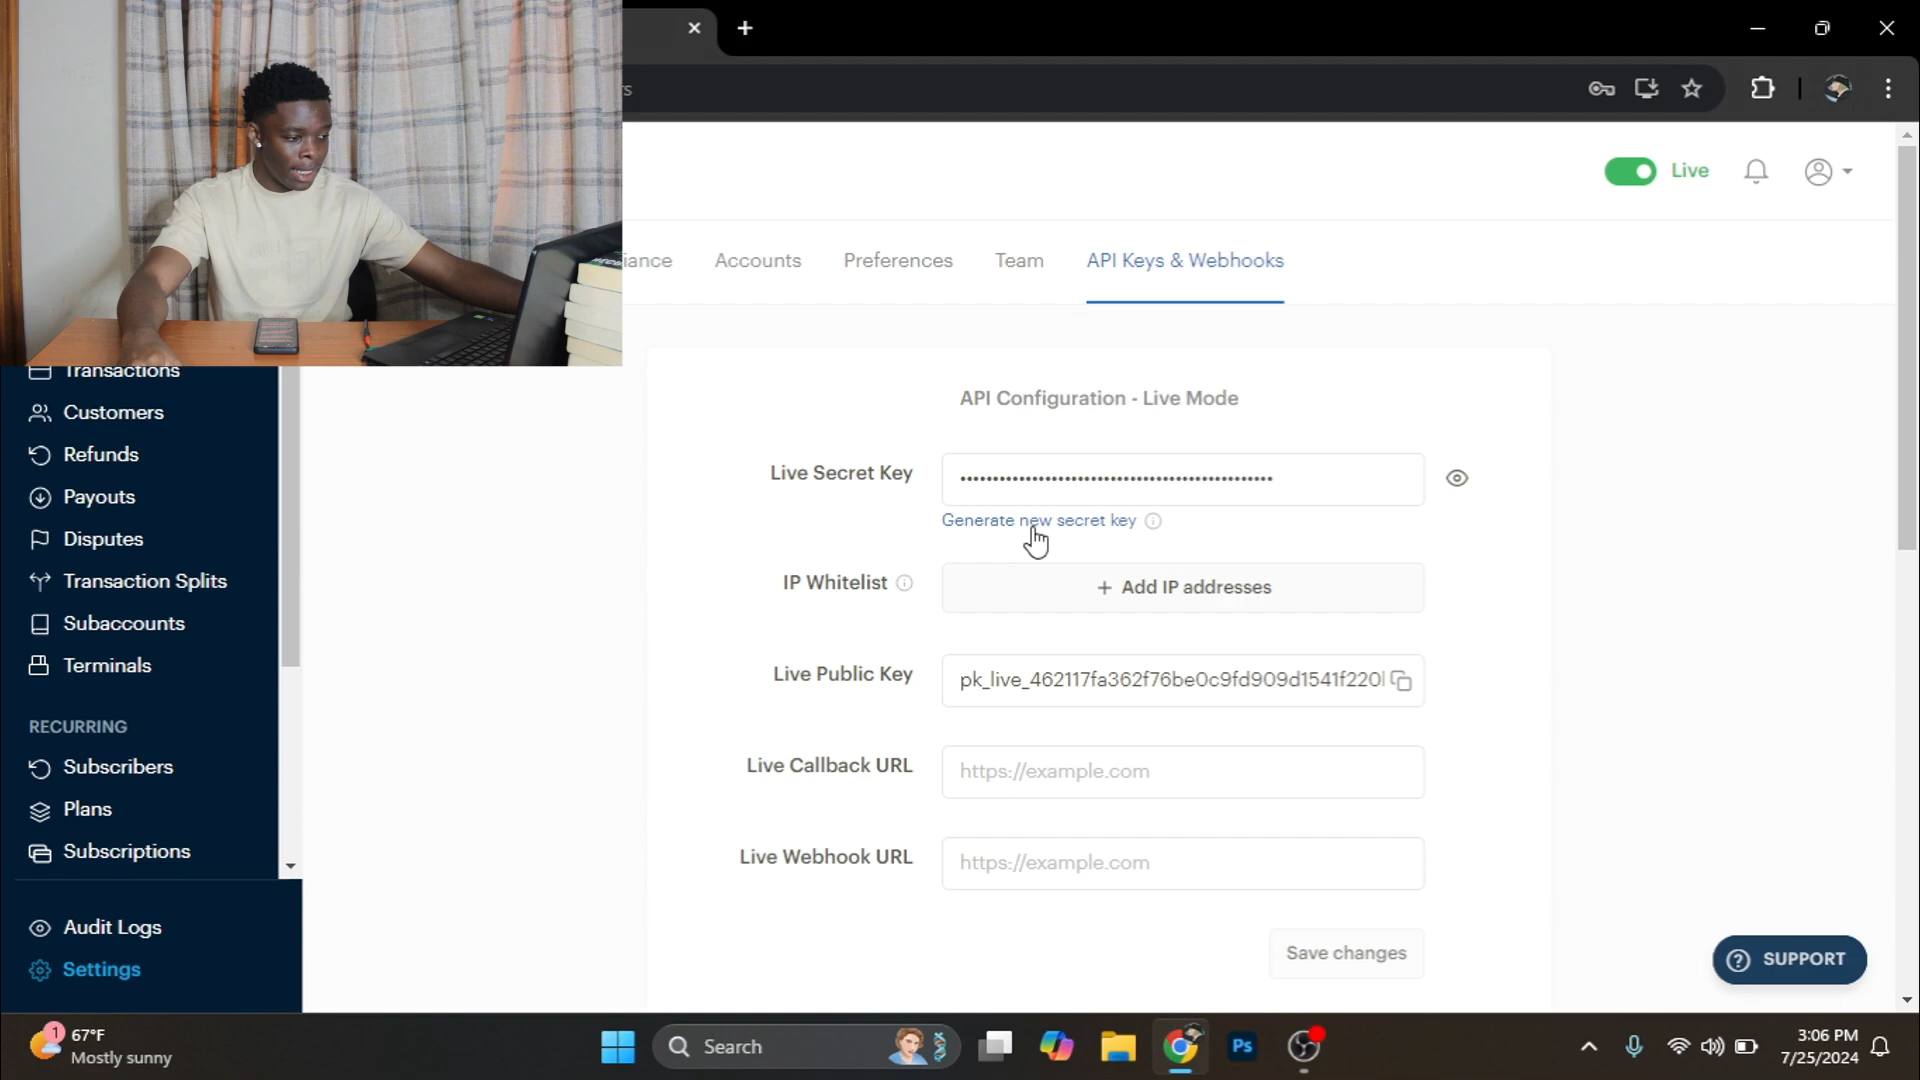 Live
Accounts
Preferences
Team
API Keys & Webhooks
Transactions
Customers
Refunds
Payouts
Disputes
Transaction Splits
Subaccounts
Terminals
RECURRING
Subscribers
Plans
Subscriptions
Audit Logs
Settings
API Configuration - Live Mode
Live Secret Key
••••••••••••••••••••••••••••••••••••••••••••••••
Generate new secret key
IP Whitelist
+ Add IP addresses
Live Public Key
pk_live_462117fa362f76be0c9fd909d1541f220
Live Callback URL
https://example.com
Live Webhook URL
https://example.com
Save changes
SUPPORT
1
67°F
Mostly sunny
Search
Ps
3:06 PM
7/25/2024